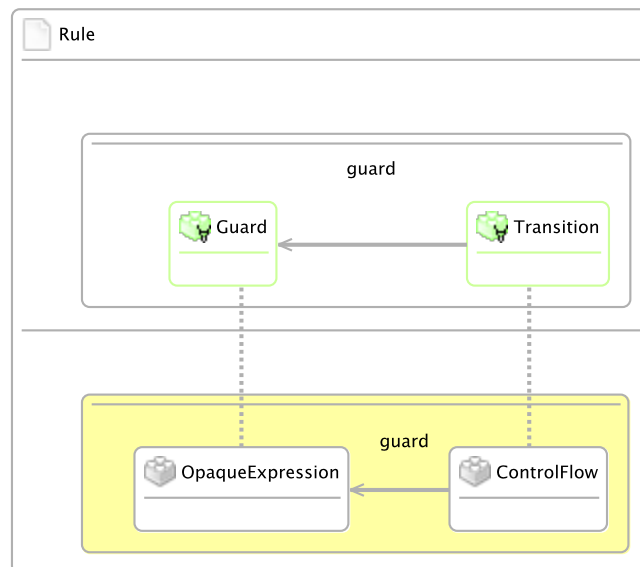 Rule
guard
Guard
Transition
guard
OpaqueExpression
ControlFlow